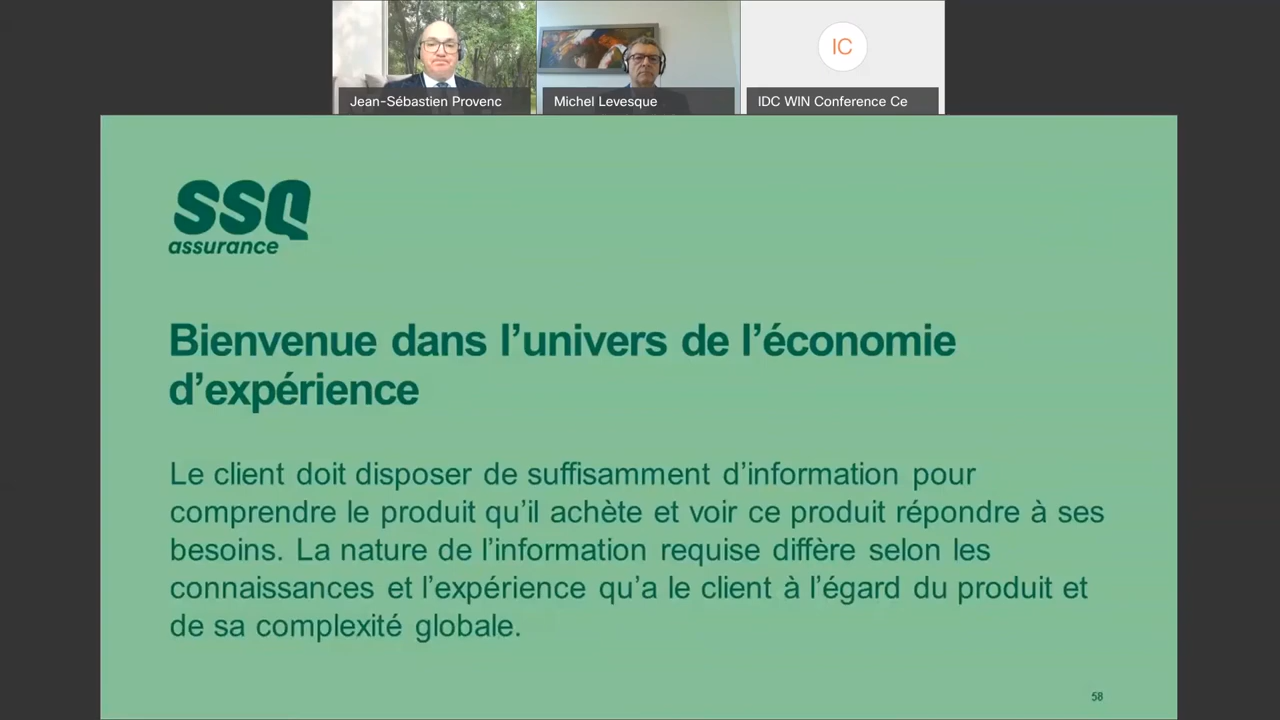 Jean-Sébastien Provenc
Michel Levesque
IC
IDC WIN Conference Ce
SSQ
assurance
Bienvenue dans l’univers de l’économie
d’expérience
Le client doit disposer de suffisamment d’information pour
comprendre le produit qu’il achète et voir ce produit répondre à ses
besoins. La nature de l’information requise diffère selon les
connaissances et l’expérience qu’a le client à l’égard du produit et
de sa complexité globale.
58